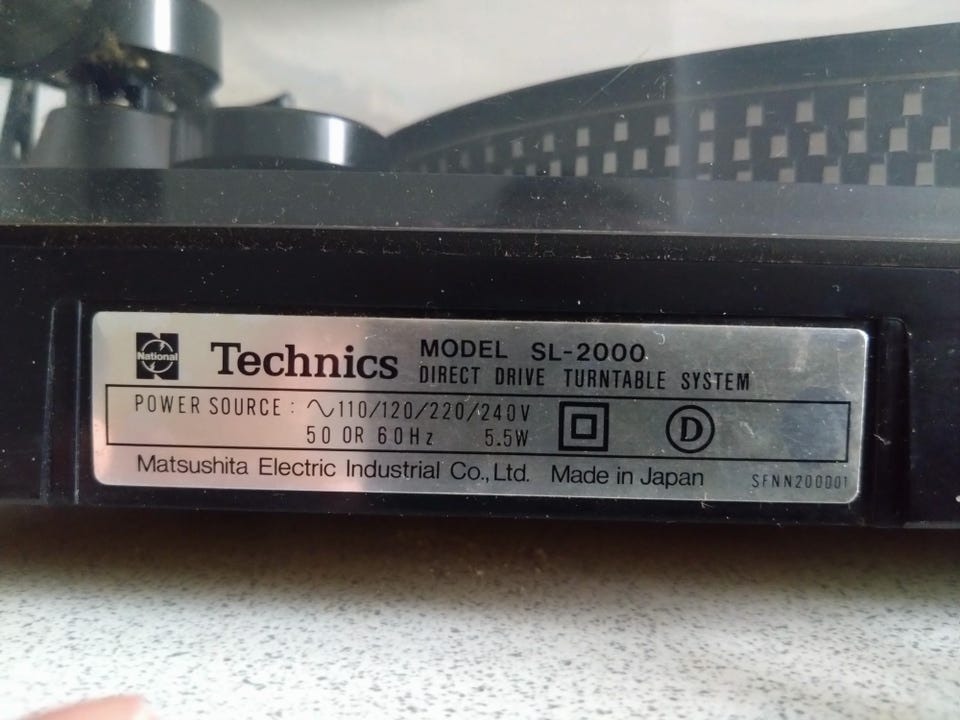 National
Technics
MODEL SL-2000
DIRECT DRIVE TURNTABLE SYSTEM
POWER SOURCE : ∿110/120/220/240V
50 OR 60Hz 5.5W
D
Matsushita Electric Industrial Co., Ltd. Made in Japan
SFNN200D01